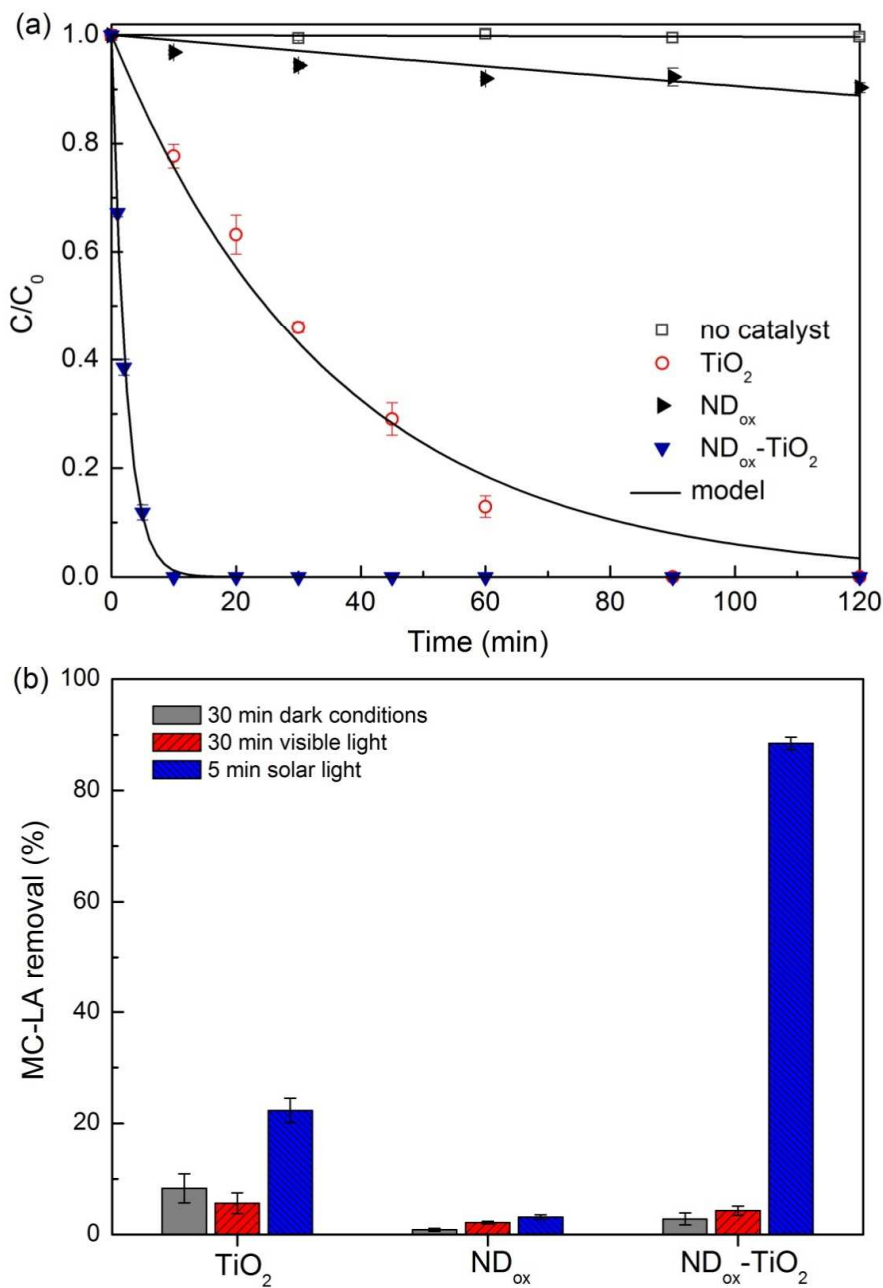 (a)
1.0
0.8
0.6
0.4
0.2
0.0
C/C₀
no catalyst
TiO₂
NDₒₓ
NDₒₓ-TiO₂
model
0 20 40 60 80 100 120
Time (min)
(b)
100
80
60
40
20
0
MC-LA removal (%)
30 min dark conditions
30 min visible light
5 min solar light
TiO₂ NDₒₓ NDₒₓ-TiO₂